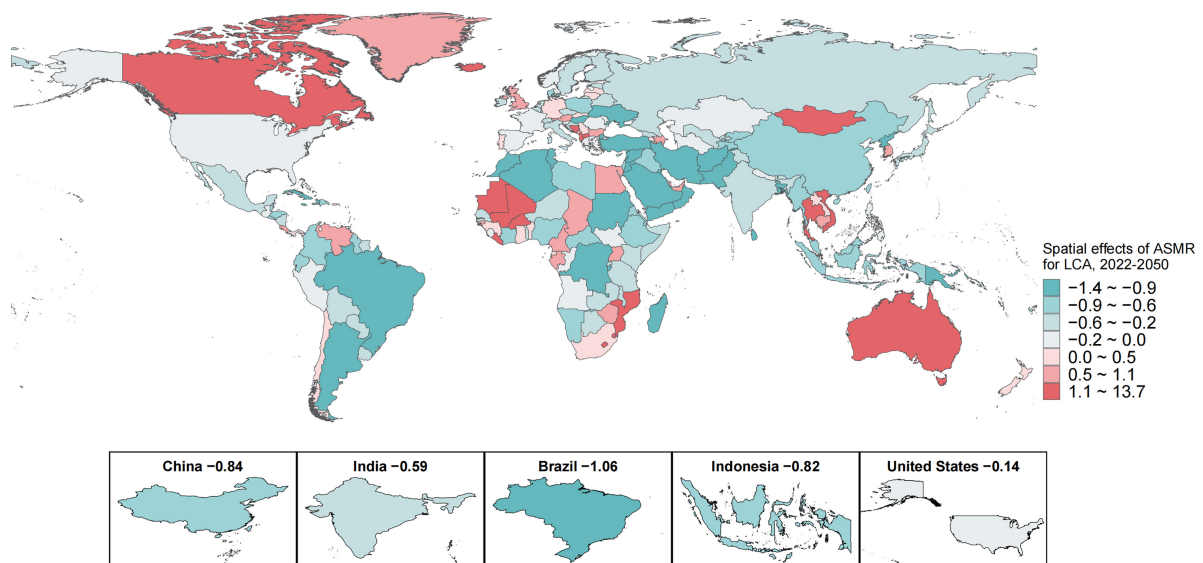 Spatial effects of ASMR
for LCA, 2022-2050
−1.4 ~ −0.9
−0.9 ~ −0.6
−0.6 ~ −0.2
−0.2 ~ 0.0
0.0 ~ 0.5
0.5 ~ 1.1
1.1 ~ 13.7
China −0.84
India −0.59
Brazil −1.06
Indonesia −0.82
United States −0.14